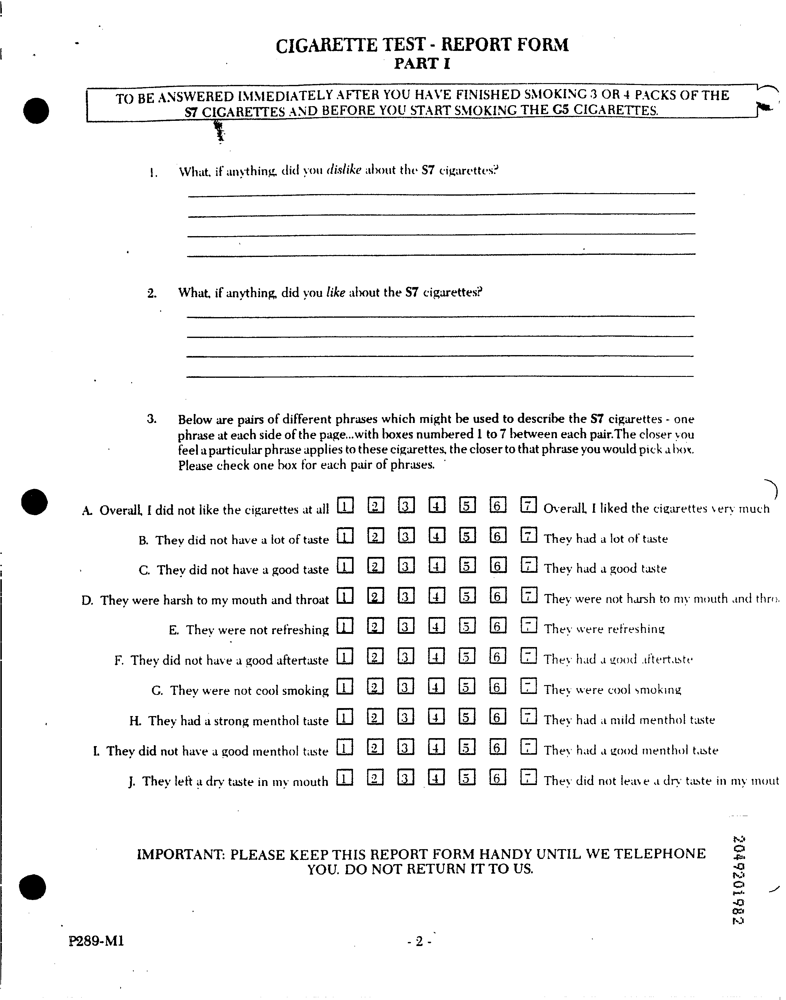 CIGARETTE TEST - REPORT FORM
PART I
TO BE ANSWERED IMMEDIATELY AFTER YOU HAVE FINISHED SMOKING 3 OR 4 PACKS OF THE
S7 CIGARETTES AND BEFORE YOU START SMOKING THE G5 CIGARETTES.
1. What, if anything, did you dislike about the S7 cigarettes?
2. What, if anything, did you like about the S7 cigarettes?
3. Below are pairs of different phrases which might be used to describe the S7 cigarettes - one
phrase at each side of the page...with boxes numbered 1 to 7 between each pair. The closer you
feel a particular phrase applies to these cigarettes, the closer to that phrase you would pick a box.
Please check one box for each pair of phrases.
A. Overall, I did not like the cigarettes at all 1 2 3 4 5 6 7 Overall, I liked the cigarettes very much
B. They did not have a lot of taste 1 2 3 4 5 6 7 They had a lot of taste
C. They did not have a good taste 1 2 3 4 5 6 7 They had a good taste
D. They were harsh to my mouth and throat 1 2 3 4 5 6 7 They were not harsh to my mouth and thro
E. They were not refreshing 1 2 3 4 5 6 7 They were refreshing
F. They did not have a good aftertaste 1 2 3 4 5 6 7 They had a good aftertaste
G. They were not cool smoking 1 2 3 4 5 6 7 They were cool smoking
H. They had a strong menthol taste 1 2 3 4 5 6 7 They had a mild menthol taste
I. They did not have a good menthol taste 1 2 3 4 5 6 7 They had a good menthol taste
J. They left a dry taste in my mouth 1 2 3 4 5 6 7 They did not leave a dry taste in my mout
IMPORTANT: PLEASE KEEP THIS REPORT FORM HANDY UNTIL WE TELEPHONE
YOU. DO NOT RETURN IT TO US.
2049201982
P289-M1
- 2 -